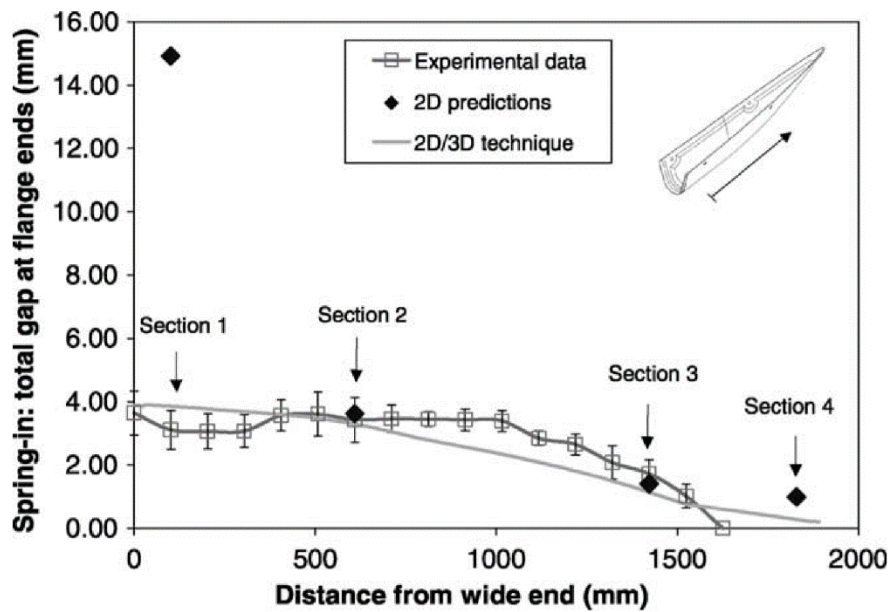 16.00
14.00
12.00
10.00
8.00
6.00
4.00
2.00
0.00
Spring-in: total gap at flange ends (mm)
Experimental data
2D predictions
2D/3D technique
Section 1
Section 2
Section 3
Section 4
0
500
1000
1500
2000
Distance from wide end (mm)